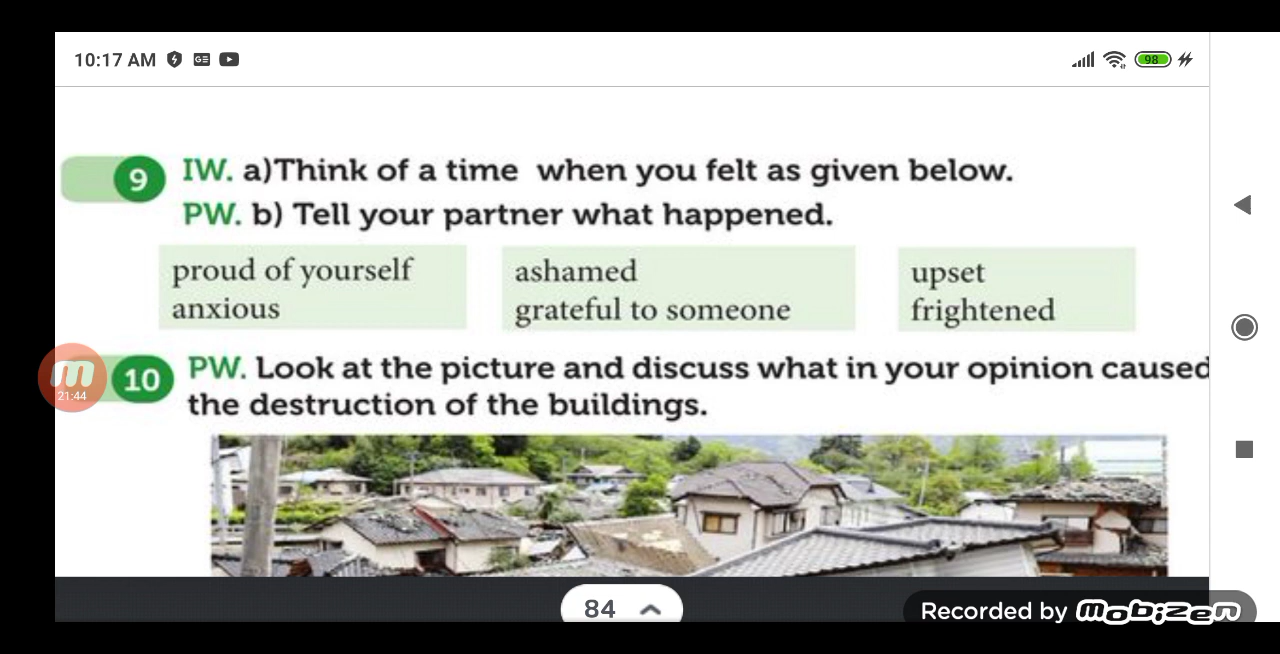 10:17 AM
98
9
IW. a)Think of a time when you felt as given below.
PW. b) Tell your partner what happened.
proud of yourself
anxious
ashamed
grateful to someone
upset
frightened
21:44
10
PW. Look at the picture and discuss what in your opinion caused
the destruction of the buildings.
84
Recorded by Mobizen